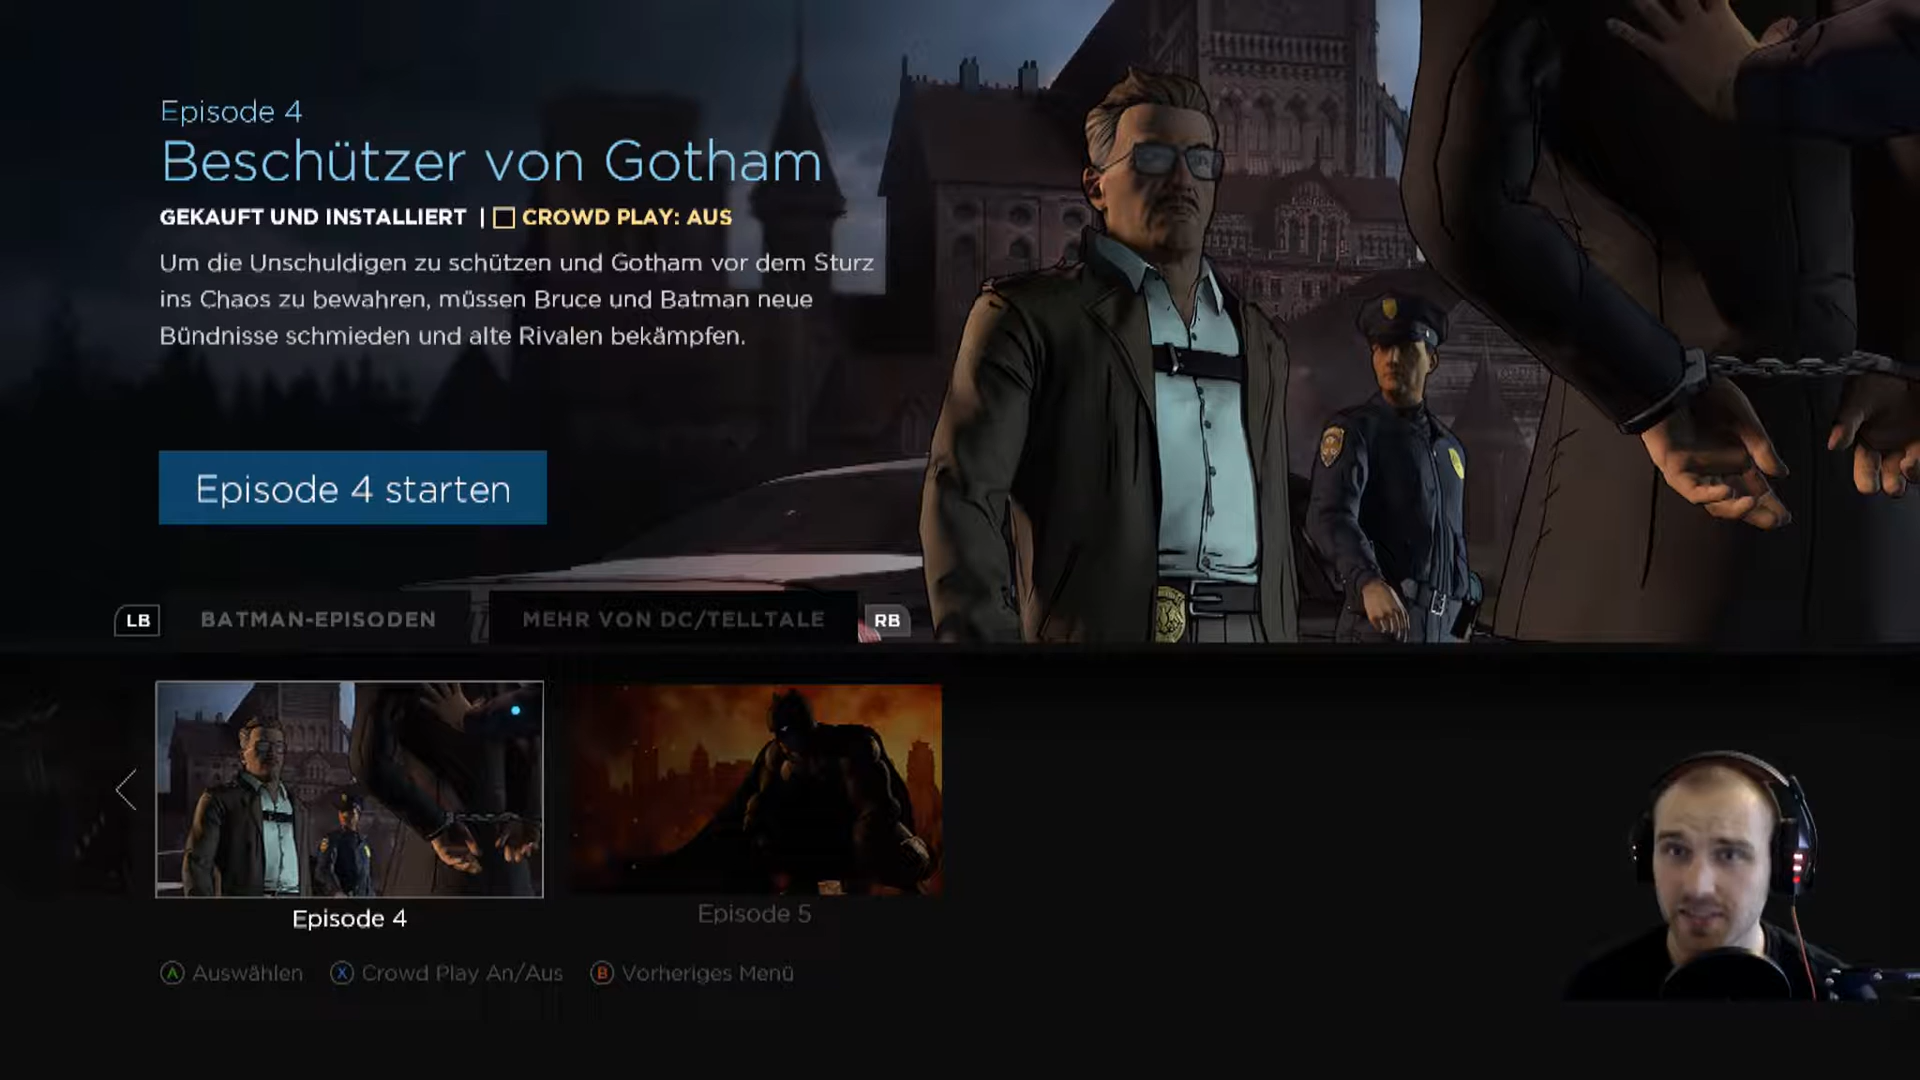 Episode 4
Beschützer von Gotham
GEKAUFT UND INSTALLIERT | CROWD PLAY: AUS
Um die Unschuldigen zu schützen und Gotham vor dem Sturz
ins Chaos zu bewahren, müssen Bruce und Batman neue
Bündnisse schmieden und alte Rivalen bekämpfen.
Episode 4 starten
LB BATMAN-EPISODEN MEHR VON DC/TELLTALE RB
Episode 4 Episode 5
A Auswählen X Crowd Play An/Aus B Vorheriges Menü